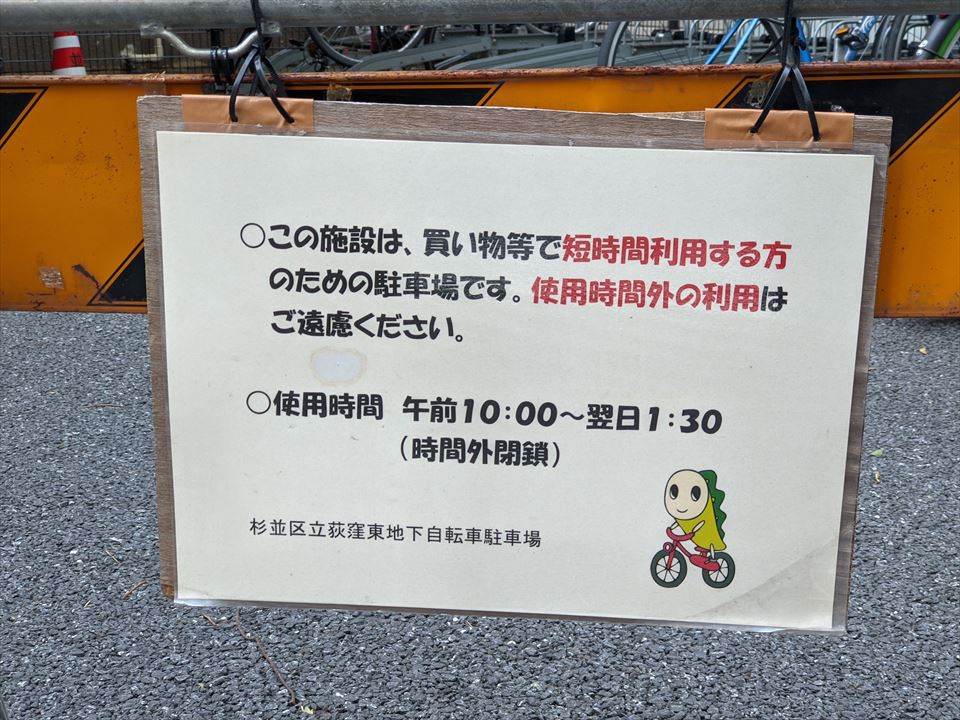 ○この施設は、買い物等で短時間利用する方
のための駐車場です。使用時間外の利用は
ご遠慮ください。
○使用時間 午前10:00～翌日1:30
(時間外閉鎖)
杉並区立荻窪東地下自転車駐車場